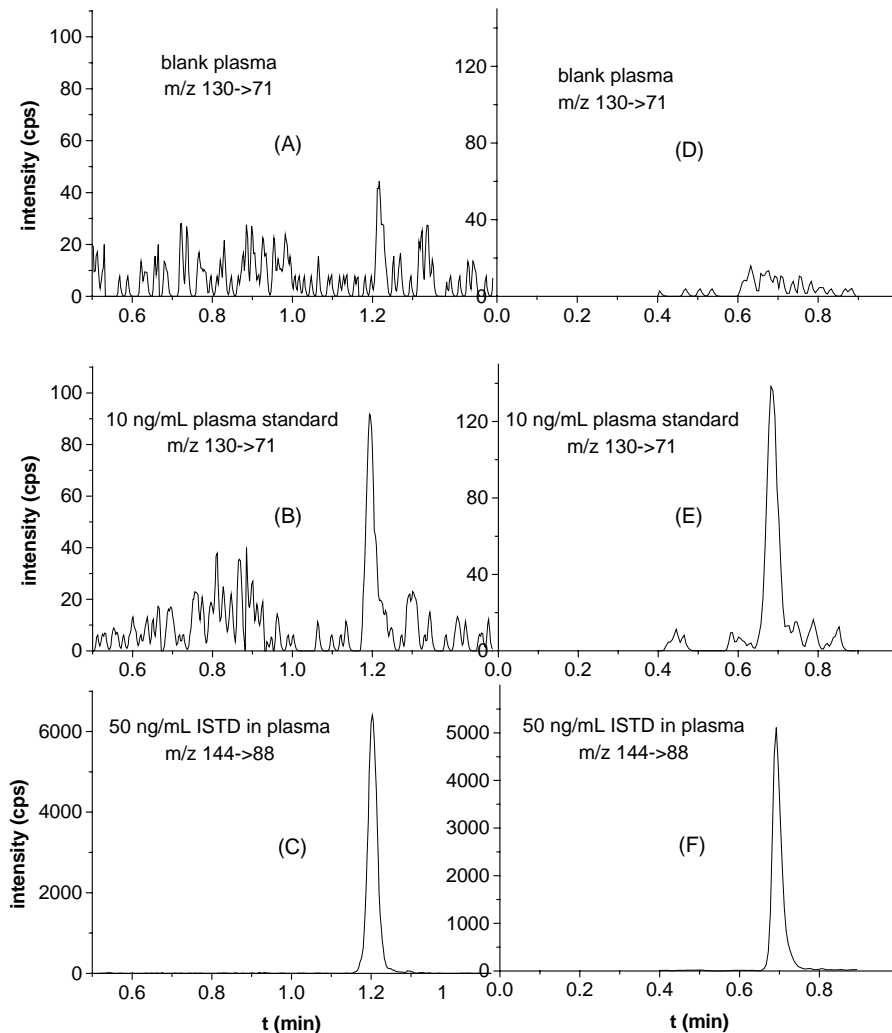 100
80
60
40
20
0
intensity (cps)
blank plasma
m/z 130->71
(A)
0.6 0.8 1.0 1.2
140
120
80
40
0
blank plasma
m/z 130->71
(D)
0.0 0.2 0.4 0.6 0.8
100
80
60
40
20
0
intensity (cps)
10 ng/mL plasma standard
m/z 130->71
(B)
0.6 0.8 1.0 1.2
120
80
40
0
10 ng/mL plasma standard
m/z 130->71
(E)
0.0 0.2 0.4 0.6 0.8
6000
4000
2000
0
intensity (cps)
50 ng/mL ISTD in plasma
m/z 144->88
(C)
0.6 0.8 1.0 1.2 1
t (min)
5000
4000
3000
2000
1000
0
50 ng/mL ISTD in plasma
m/z 144->88
(F)
0.0 0.2 0.4 0.6 0.8
t (min)